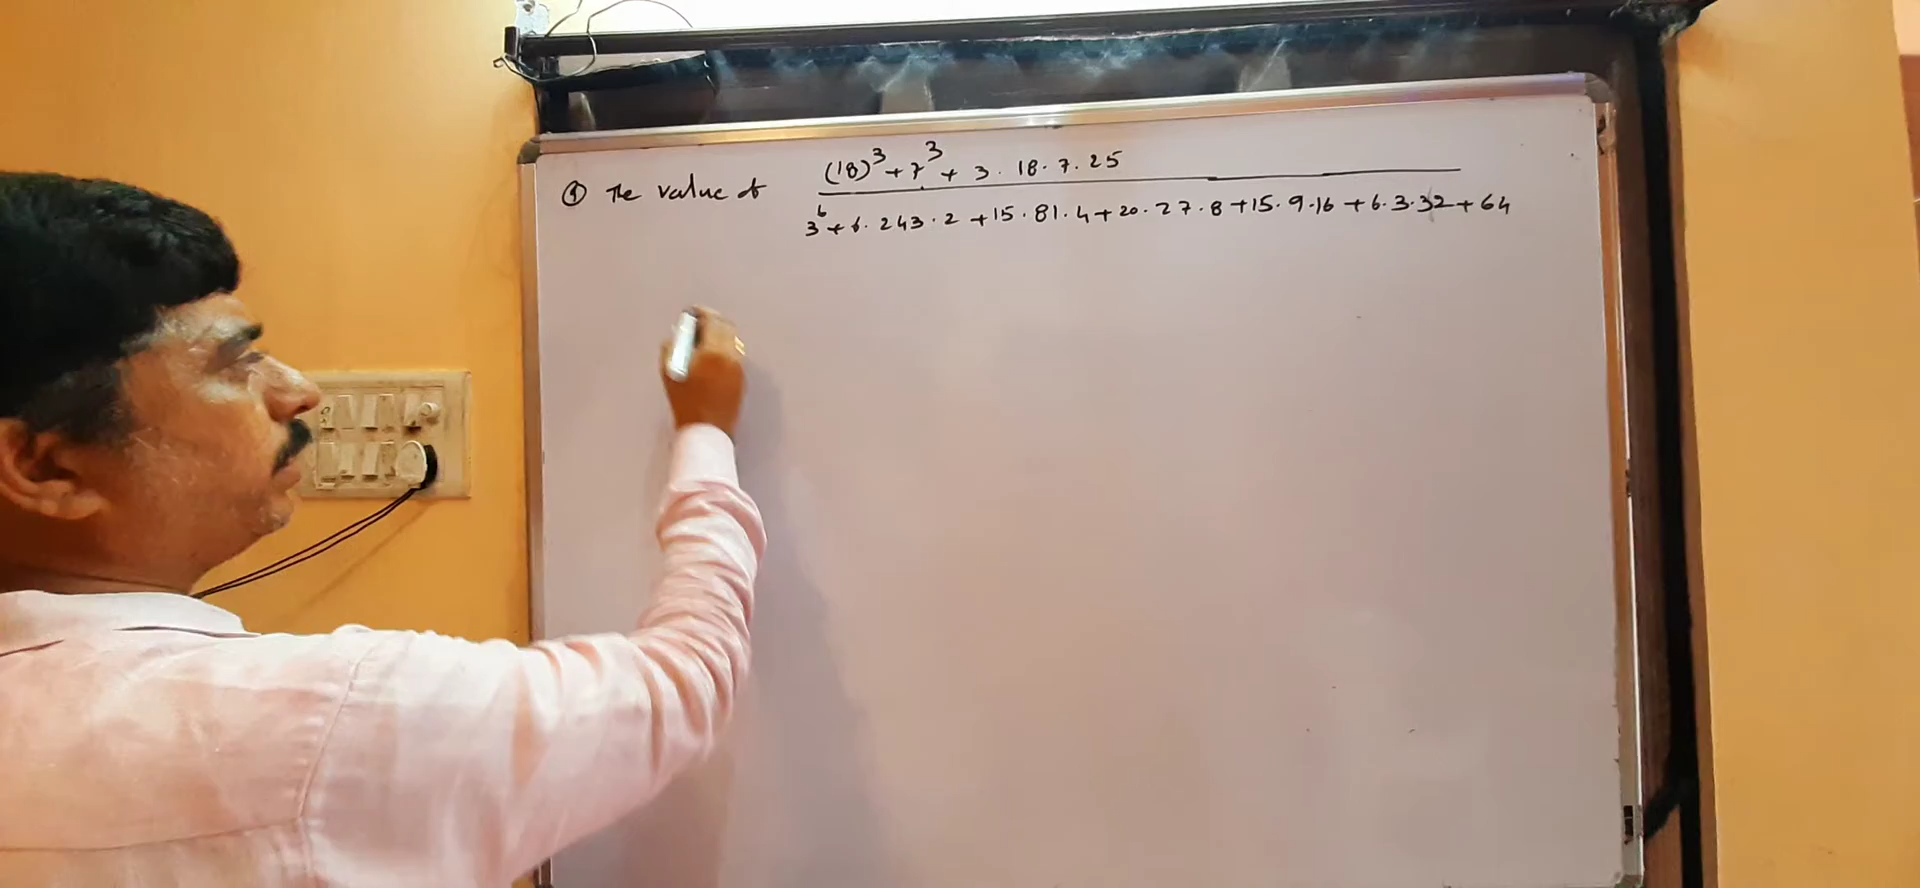 ⑨ The value of (18)³ + 7³ + 3 . 18 . 7 . 25
3⁶ + 6 . 243 . 2 + 15 . 81 . 4 + 20 . 27 . 8 + 15 . 9 . 16 + 6 . 3 . 32 + 64